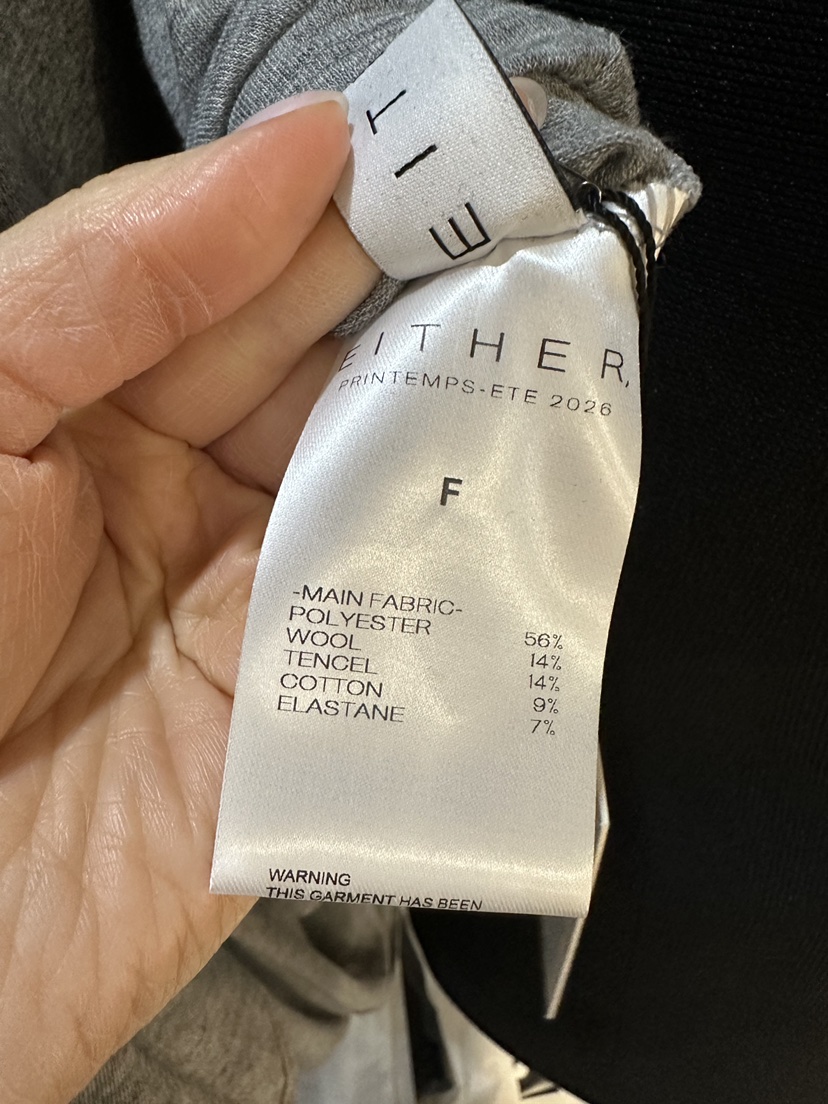 EIT
EITHER,
PRINTEMPS-ETE 2026
F
-MAIN FABRIC-
POLYESTER 56%
WOOL 14%
TENCEL 14%
COTTON 9%
ELASTANE 7%
WARNING
THIS GARMENT HAS BEEN